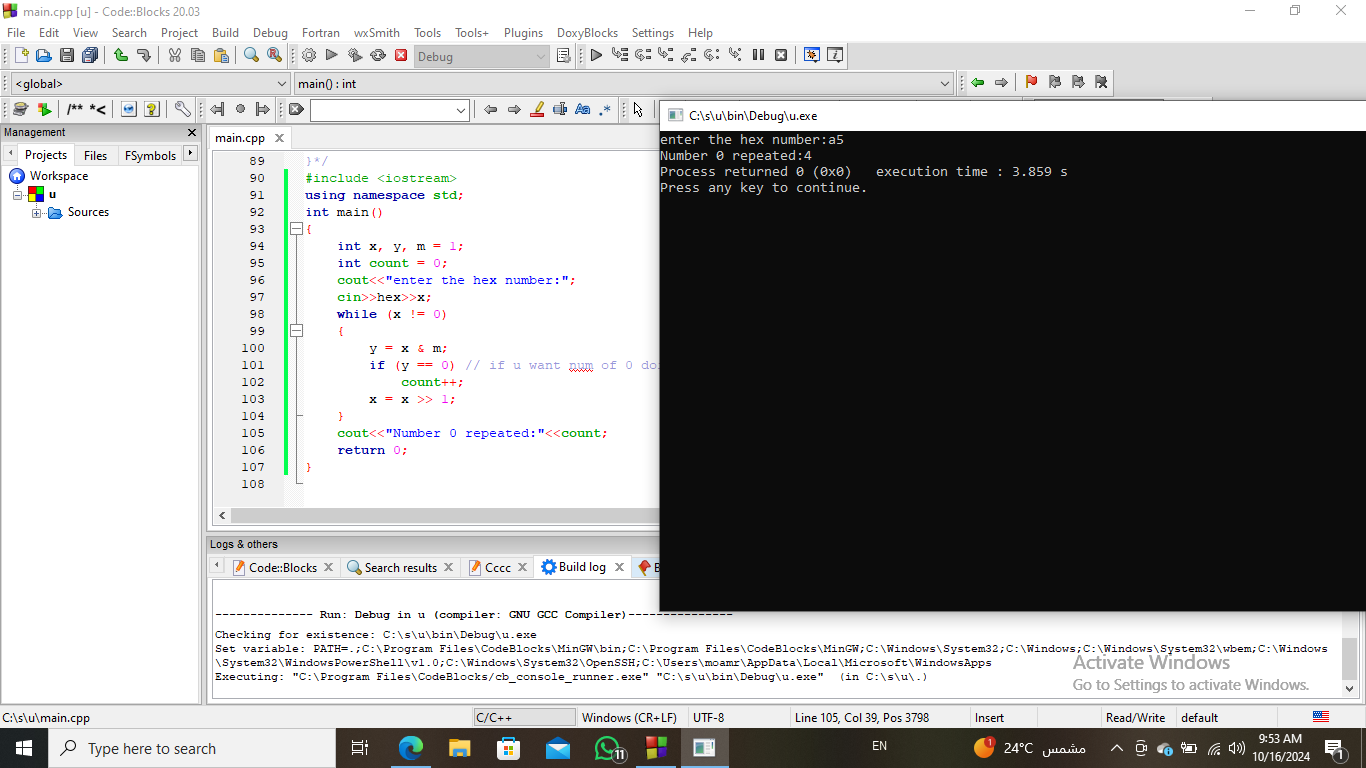 main.cpp [u] - Code::Blocks 20.03
File Edit View Search Project Build Debug Fortran wxSmith Tools Tools+ Plugins DoxyBlocks Settings Help
Debug
<global> main() : int
/** *<
Management
Projects Files FSymbols
Workspace
u
Sources
main.cpp
89 }*/
90 #include <iostream>
91 using namespace std;
92 int main()
93 {
94 int x, y, m = 1;
95 int count = 0;
96 cout<<"enter the hex number:";
97 cin>>hex>>x;
98 while (x != 0)
99 {
100 y = x & m;
101 if (y == 0) // if u want num of 0 do
102 count++;
103 x = x >> 1;
104 }
105 cout<<"Number 0 repeated:"<<count;
106 return 0;
107 }
108
C:\s\u\bin\Debug\u.exe
enter the hex number:a5
Number 0 repeated:4
Process returned 0 (0x0) execution time : 3.859 s
Press any key to continue.
Logs & others
Code::Blocks Search results Cccc Build log B
-------------- Run: Debug in u (compiler: GNU GCC Compiler)---------------
Checking for existence: C:\s\u\bin\Debug\u.exe
Set variable: PATH=.;C:\Program Files\CodeBlocks\MinGW\bin;C:\Program Files\CodeBlocks\MinGW;C:\Windows\System32;C:\Windows;C:\Windows\System32\wbem;C:\Windows
\System32\WindowsPowerShell\v1.0;C:\Windows\System32\OpenSSH;C:\Users\moamr\AppData\Local\Microsoft\WindowsApps
Executing: "C:\Program Files\CodeBlocks/cb_console_runner.exe" "C:\s\u\bin\Debug\u.exe" (in C:\s\u\.)
Activate Windows
Go to Settings to activate Windows.
C:\s\u\main.cpp C/C++ Windows (CR+LF) UTF-8 Line 105, Col 39, Pos 3798 Insert Read/Write default
Type here to search
11
EN
1
24°C مشمس
9:53 AM
10/16/2024
1